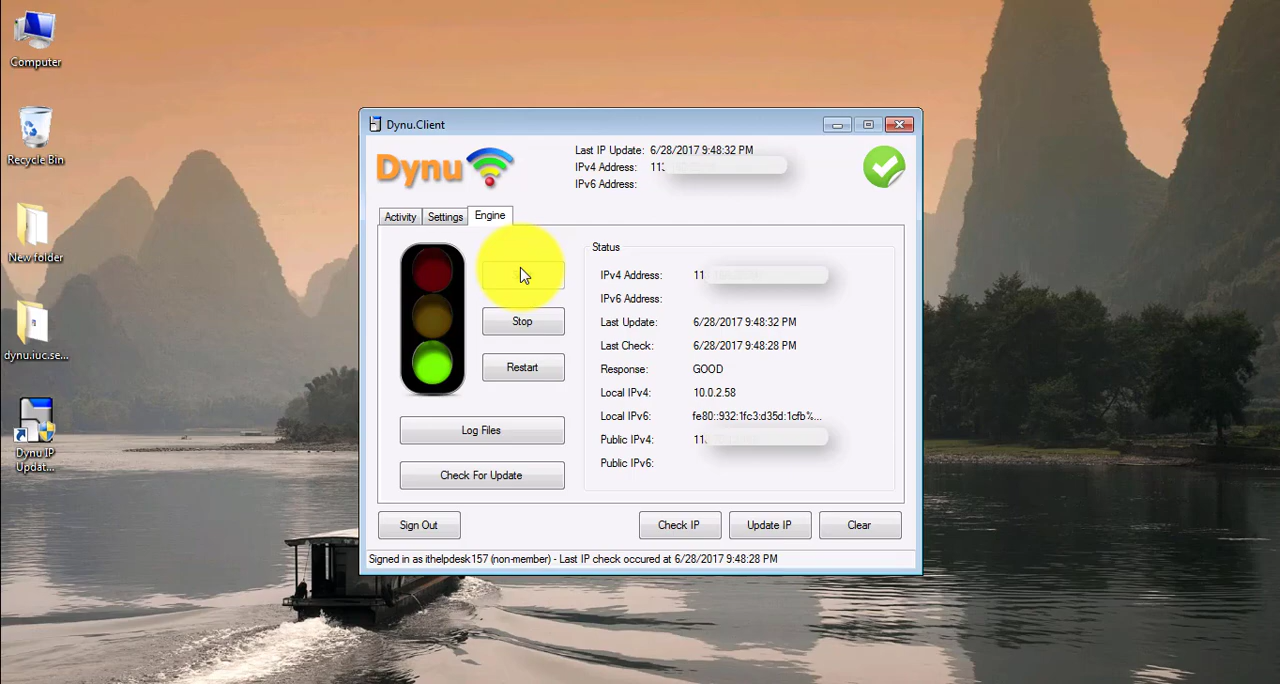 Computer
Recycle Bin
New folder
dynu.iuc.se...
Dynu IP
Updat...
Dynu.Client
Dynu
Last IP Update: 6/28/2017 9:48:32 PM
IPv4 Address:
IPv6 Address:
Activity Settings Engine
Stop
Restart
Log Files
Check For Update
Status
IPv4 Address: 11
IPv6 Address:
Last Update: 6/28/2017 9:48:32 PM
Last Check: 6/28/2017 9:48:28 PM
Response: GOOD
Local IPv4: 10.0.2.58
Local IPv6: fe80::932:1fc3:d35d:1cfb%...
Public IPv4: 11
Public IPv6:
Sign Out Check IP Update IP Clear
Signed in as ithelpdesk157 (non-member) - Last IP check occured at 6/28/2017 9:48:28 PM